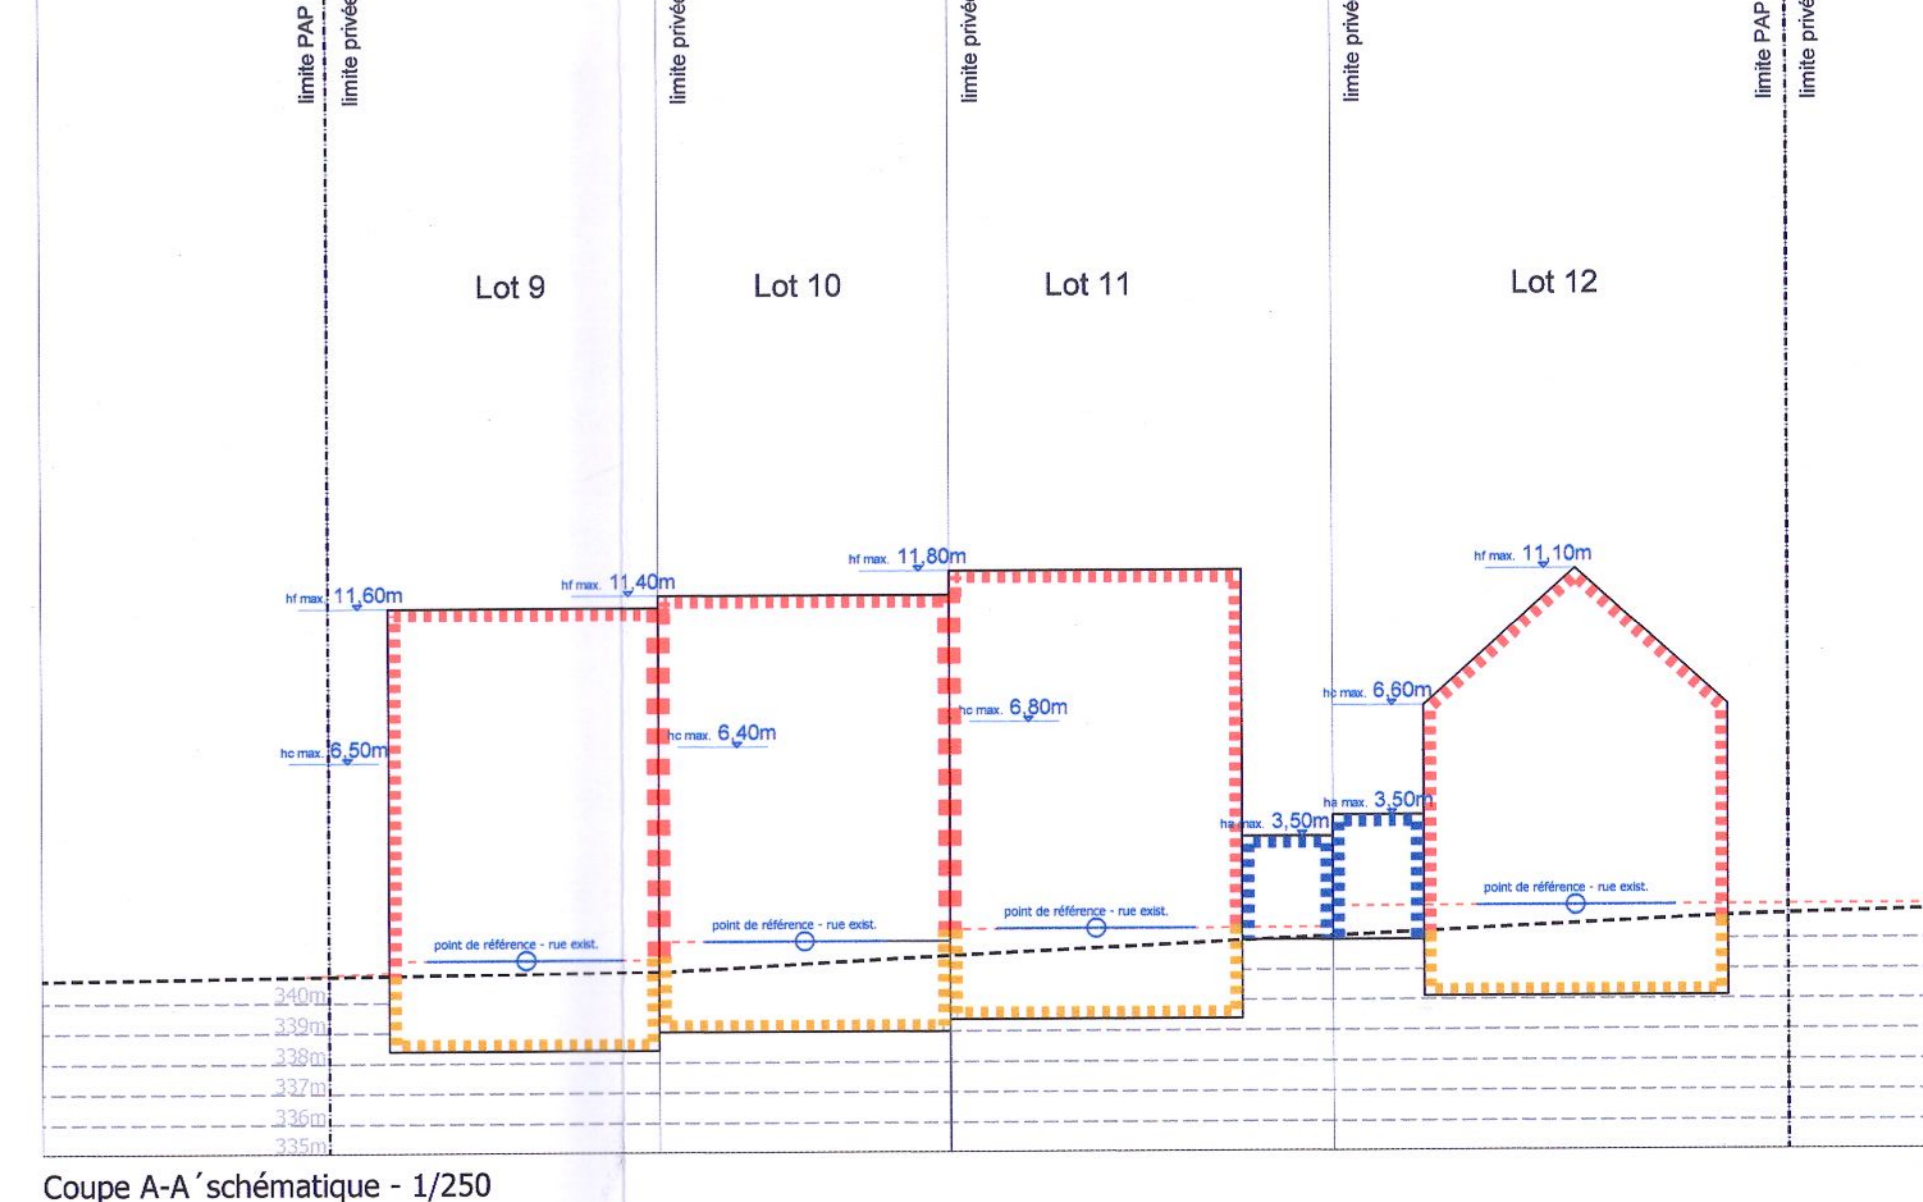 limite PAP
limite privée
limite privée
limite privée
limite privé
limite PAP
limite privé
Lot 9
Lot 10
Lot 11
Lot 12
hf max. 11,80m
hf max. 11,10m
hf max. 11,40m
hf max. 11,60m
hc max. 6,60m
hc max. 6,80m
hc max. 6,40m
hc max. 6,50m
ha max. 3,50m
ha max. 3,50m
point de référence - rue exist.
point de référence - rue exist.
point de référence - rue exist.
point de référence - rue exist.
340m
339m
338m
337m
336m
335m
Coupe A-A´schématique - 1/250